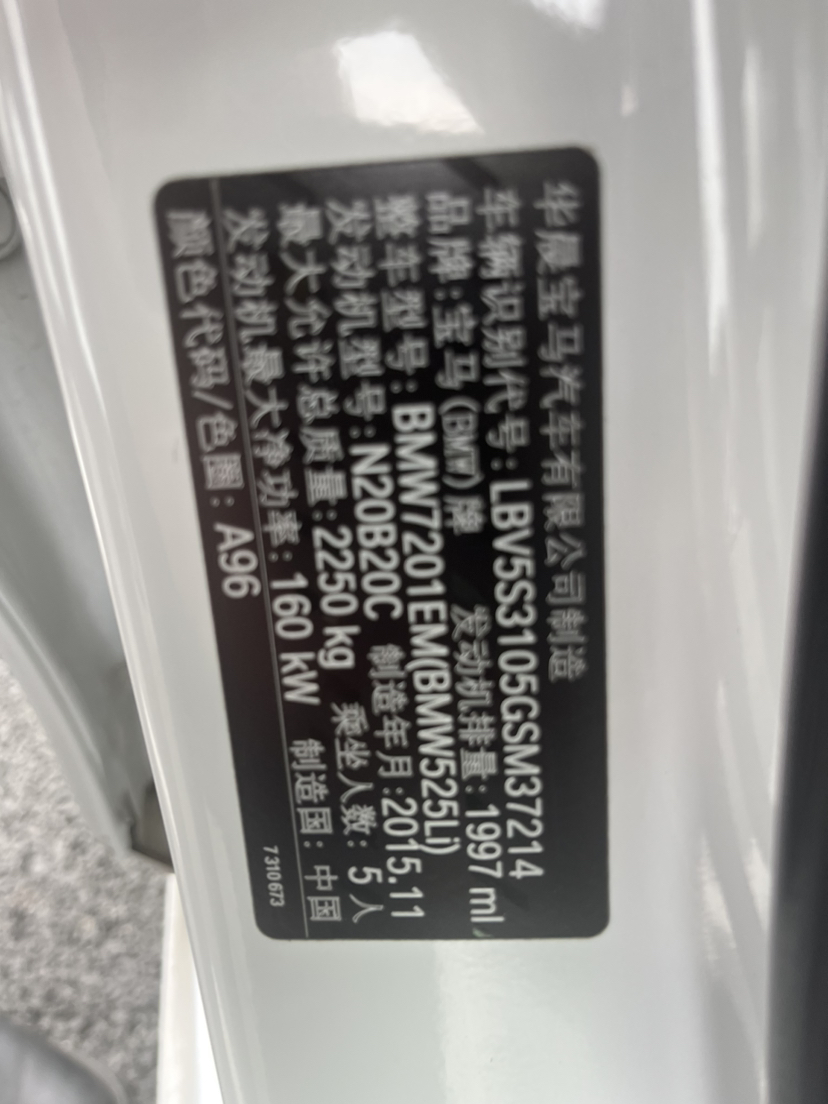 华晨宝马汽车有限公司制造
车辆识别代号:LBV5S3105GSM37214
品牌:宝马(BMW)牌 发动机排量:1997 ml
整车型号:BMW7201EM(BMW525Li)
发动机型号:N20B20C 制造年月:2015.11
最大允许总质量:2250 kg 乘坐人数:5人
发动机最大净功率:160 kW 制造国:中国
颜色代码/色圈:A96
7310673